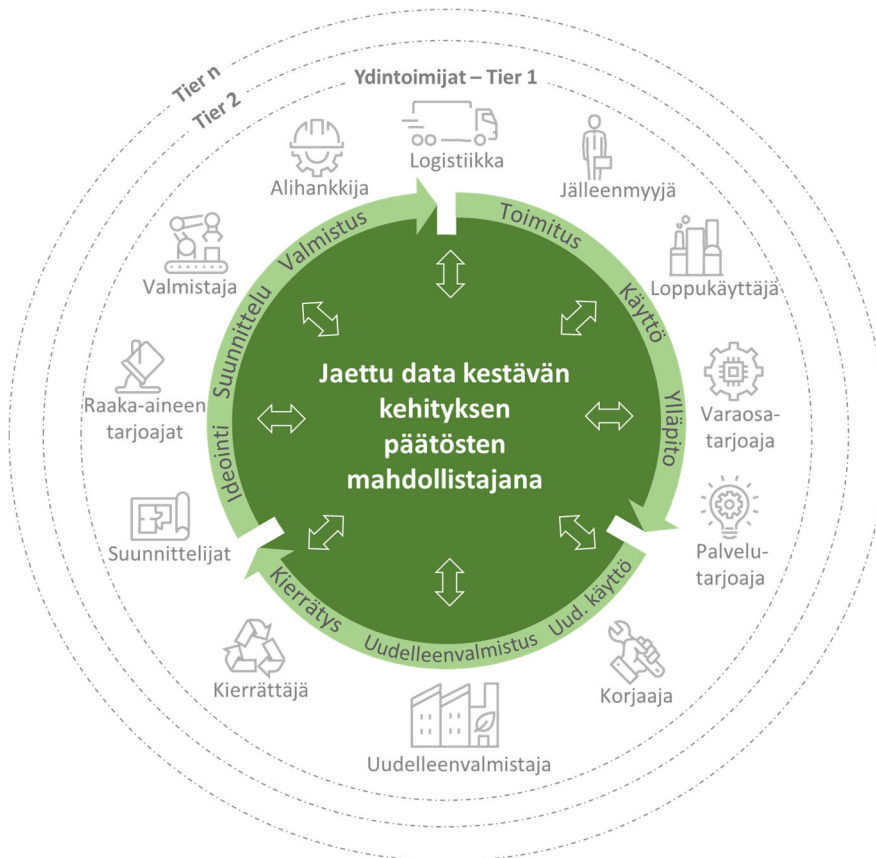 Tier n
Tier 2
Ydintoimijat – Tier 1
Logistiikka
Jälleenmyyjä
Loppukäyttäjä
Varaosa-
tarjoaja
Palvelu-
tarjoaja
Korjaaja
Uudelleenvalmistaja
Kierrättäjä
Suunnittelijat
Raaka-aineen
tarjoajat
Valmistaja
Alihankkija
Ideointi
Suunnittelu
Valmistus
Toimitus
Käyttö
Ylläpito
Uud. käyttö
Uudelleenvalmistus
Kierrätys
Jaettu data kestävän
kehityksen
päätösten
mahdollistajana